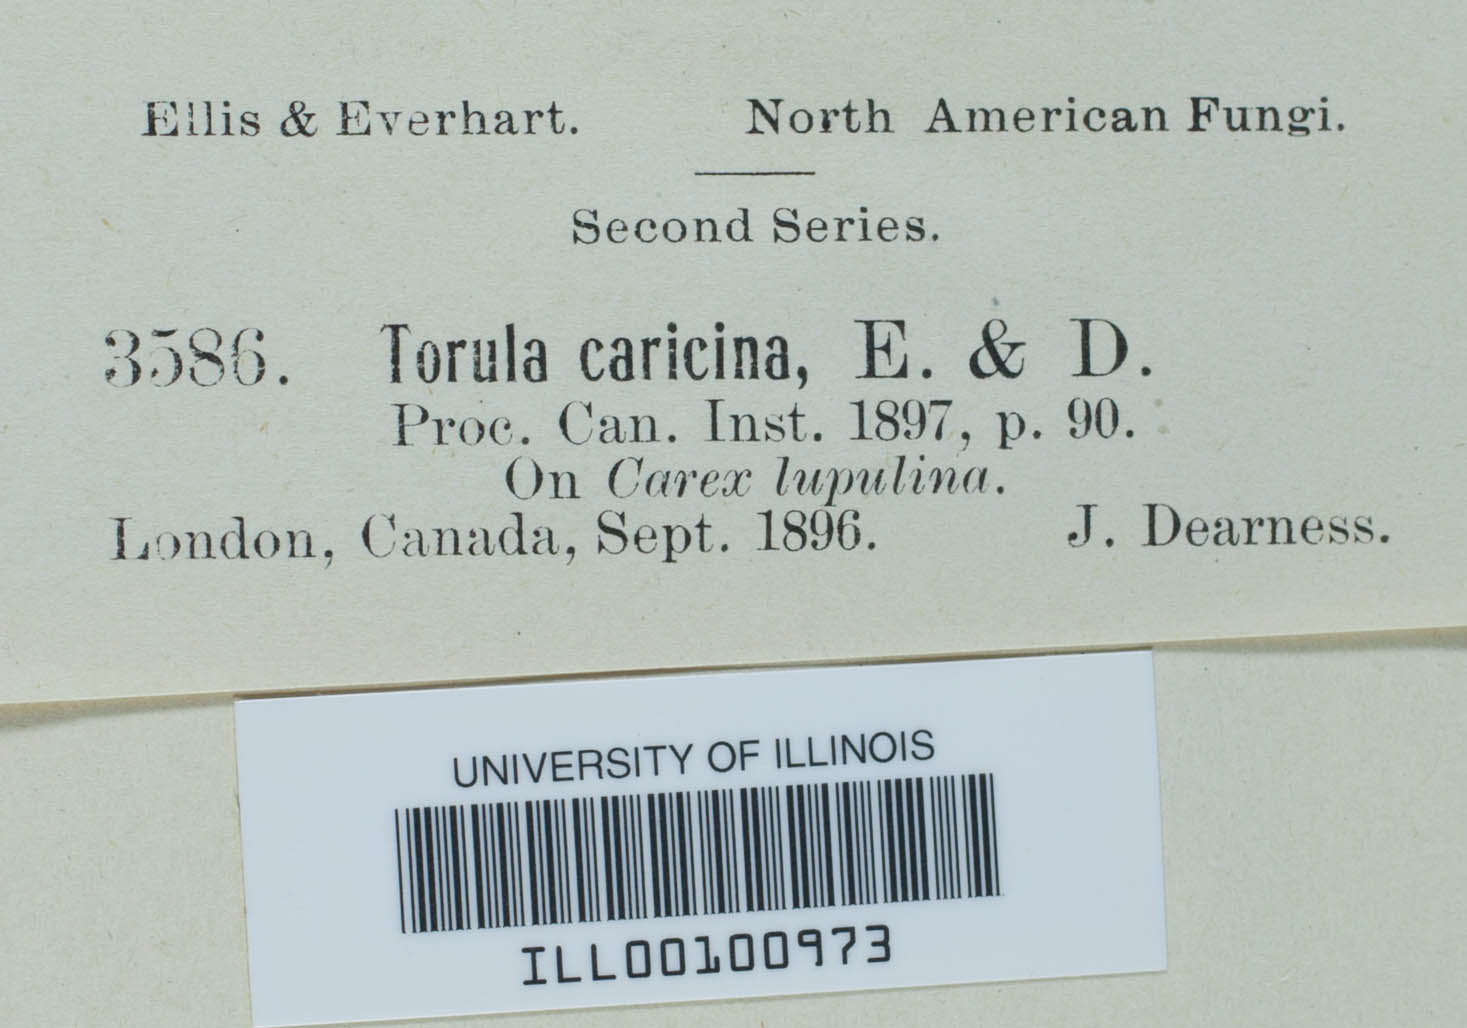 Ellis & Everhart. North American Fungi.
Second Series.
3586. Torula caricina, E. & D.
Proc. Can. Inst. 1897, p. 90.
On Carex lupulina.
London, Canada, Sept. 1896. J. Dearness.
UNIVERSITY OF ILLINOIS
ILL00100973